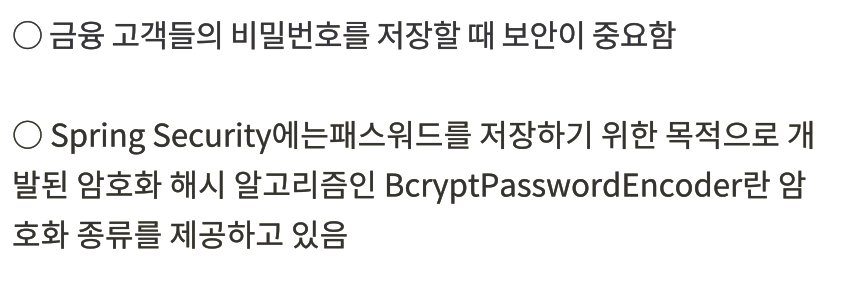 ○ 금융 고객들의 비밀번호를 저장할 때 보안이 중요함
○ Spring Security에는패스워드를 저장하기 위한 목적으로 개
발된 암호화 해시 알고리즘인 BcryptPasswordEncoder란 암
호화 종류를 제공하고 있음